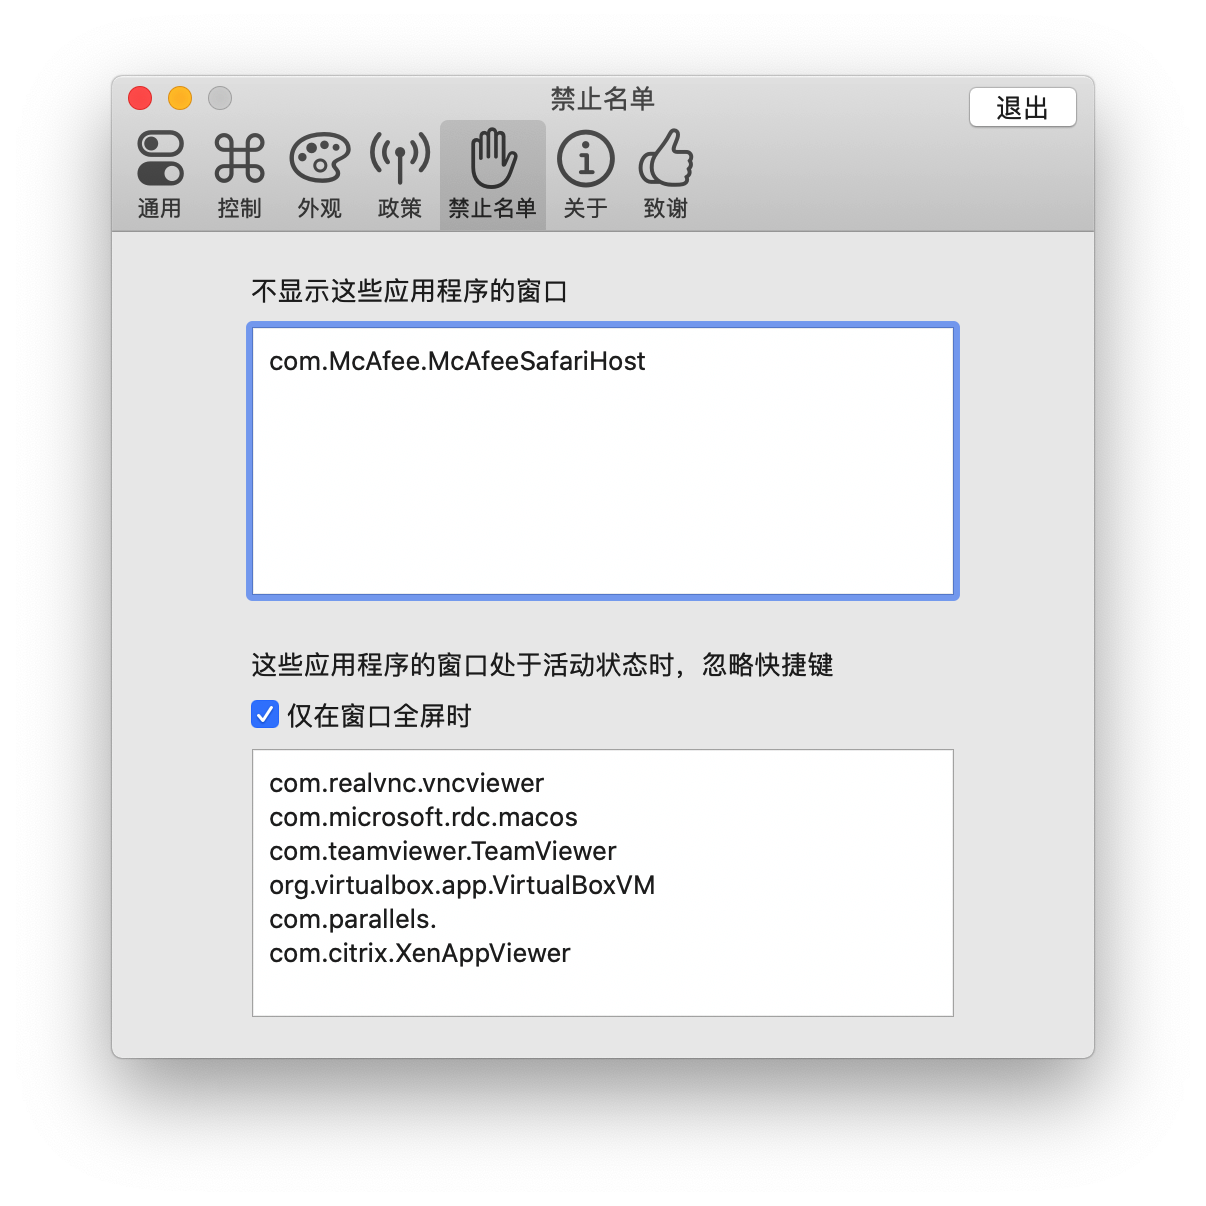 禁止名单
退出
通用
控制
外观
政策
禁止名单
关于
致谢
不显示这些应用程序的窗口
com.McAfee.McAfeeSafariHost
这些应用程序的窗口处于活动状态时，忽略快捷键
仅在窗口全屏时
com.realvnc.vncviewer
com.microsoft.rdc.macos
com.teamviewer.TeamViewer
org.virtualbox.app.VirtualBoxVM
com.parallels.
com.citrix.XenAppViewer